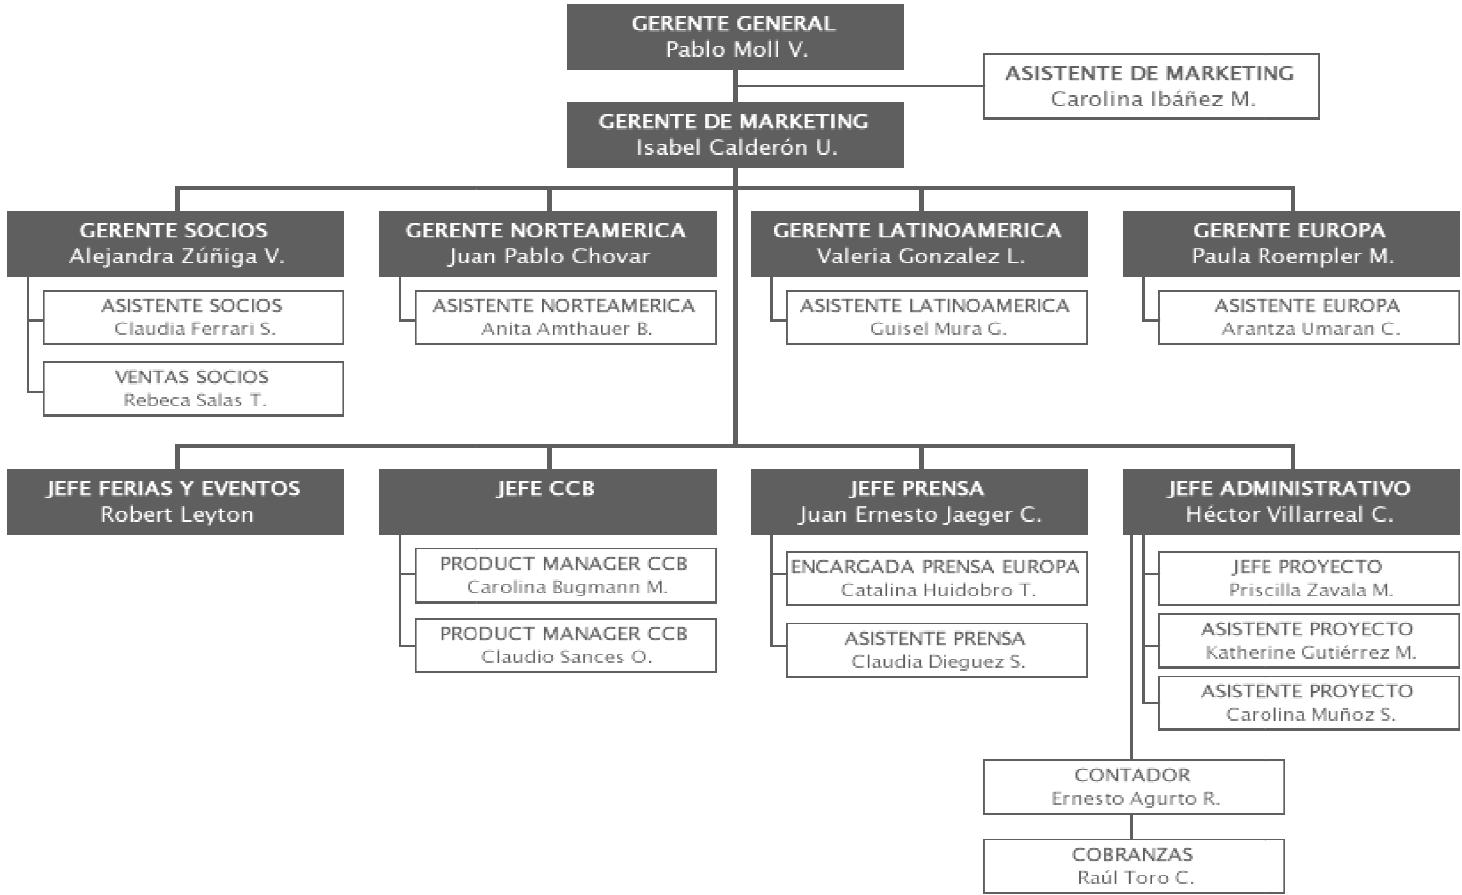 GERENTE GENERAL
Pablo Moll V.
ASISTENTE DE MARKETING
Carolina Ibáñez M.
GERENTE DE MARKETING
Isabel Calderón U.
GERENTE SOCIOS
Alejandra Zúñiga V.
ASISTENTE SOCIOS
Claudia Ferrari S.
VENTAS SOCIOS
Rebeca Salas T.
GERENTE NORTEAMERICA
Juan Pablo Chovar
ASISTENTE NORTEAMERICA
Anita Amthauer B.
GERENTE LATINOAMERICA
Valeria Gonzalez L.
ASISTENTE LATINOAMERICA
Guisel Mura G.
GERENTE EUROPA
Paula Roempler M.
ASISTENTE EUROPA
Arantza Umaran C.
JEFE FERIAS Y EVENTOS
Robert Leyton
JEFE CCB
PRODUCT MANAGER CCB
Carolina Bugmann M.
PRODUCT MANAGER CCB
Claudio Sances O.
JEFE PRENSA
Juan Ernesto Jaeger C.
ENCARGADA PRENSA EUROPA
Catalina Huidobro T.
ASISTENTE PRENSA
Claudia Dieguez S.
JEFE ADMINISTRATIVO
Héctor Villarreal C.
JEFE PROYECTO
Priscilla Zavala M.
ASISTENTE PROYECTO
Katherine Gutiérrez M.
ASISTENTE PROYECTO
Carolina Muñoz S.
CONTADOR
Ernesto Agurto R.
COBRANZAS
Raúl Toro C.